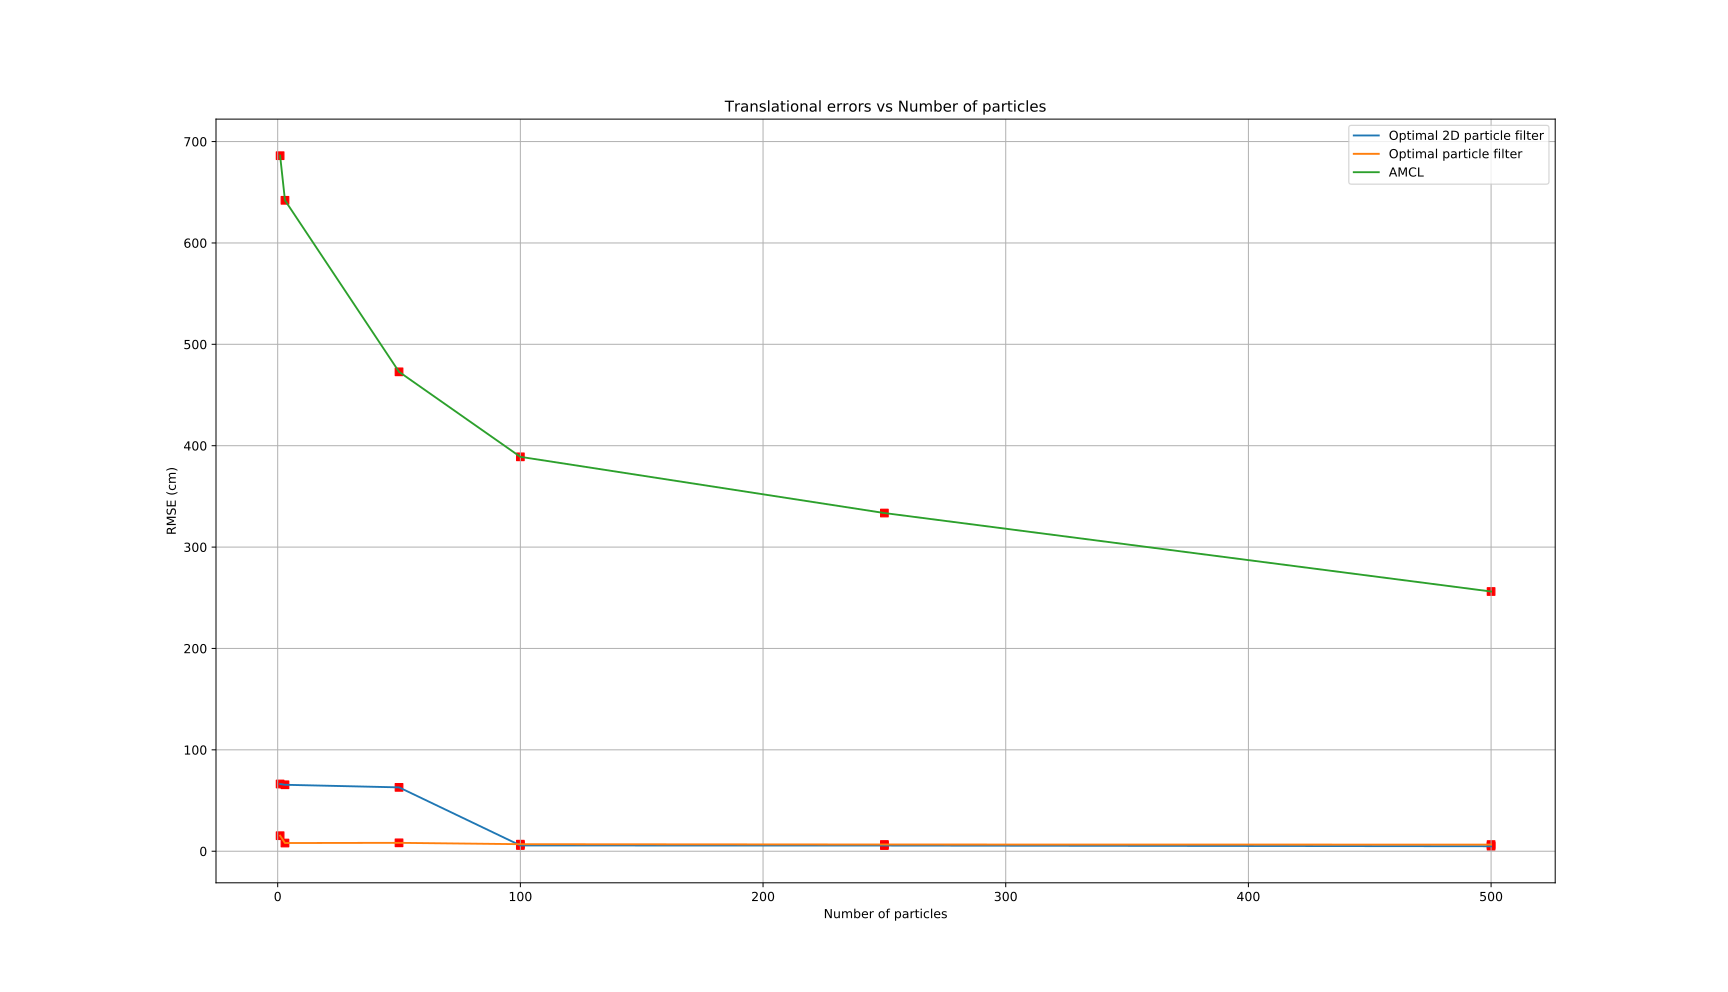 Translational errors vs Number of particles
Optimal 2D particle filter
Optimal particle filter
AMCL
700
600
500
400
300
200
100
0
RMSE (cm)
0 100 200 300 400 500
Number of particles